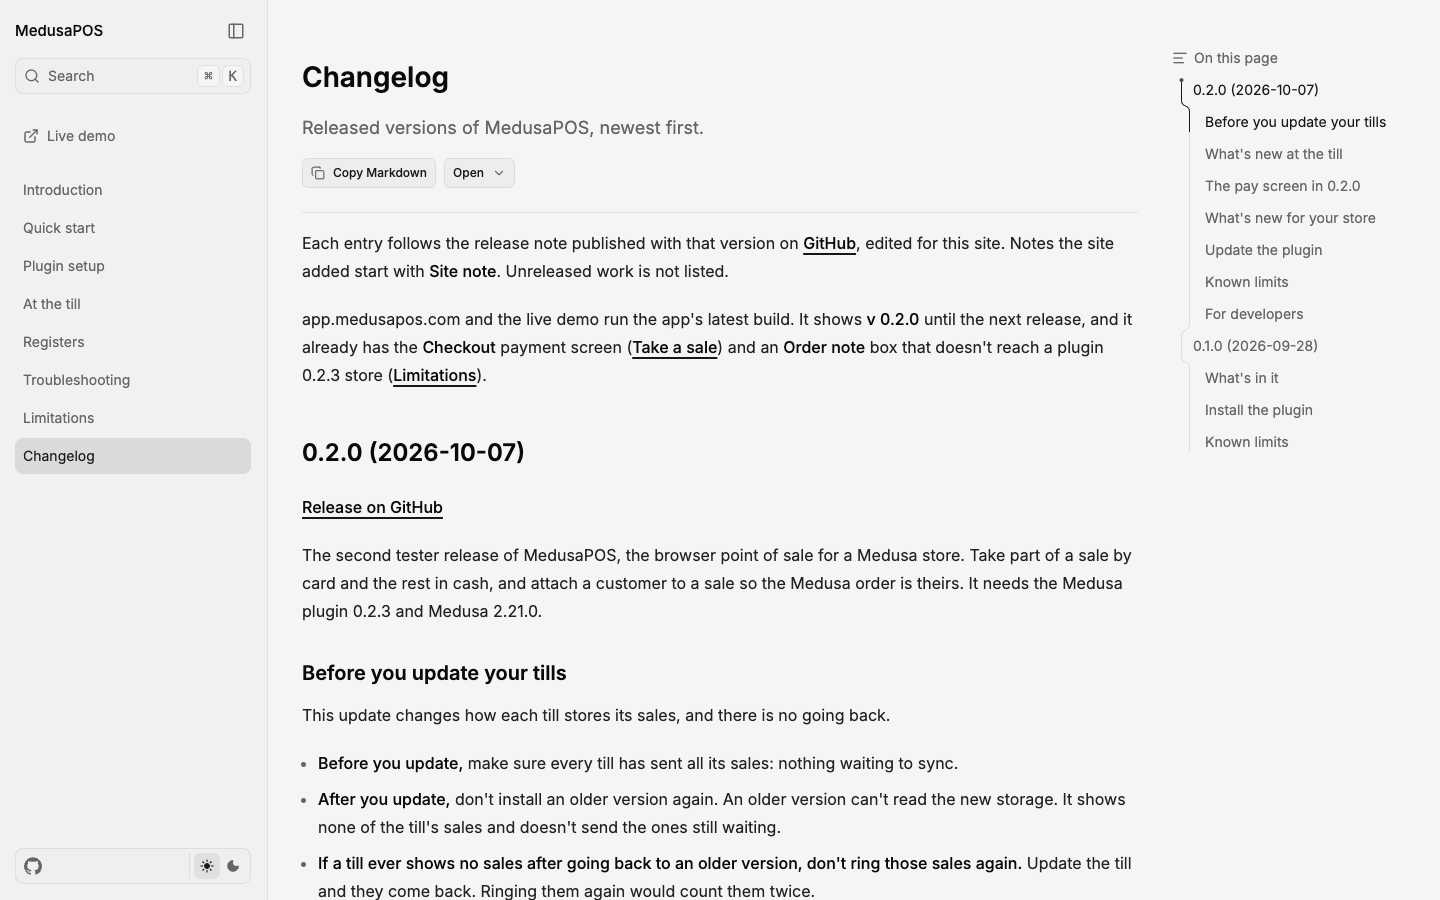 MedusaPOS
Search
⌘ K
Live demo
Introduction
Quick start
Plugin setup
At the till
Registers
Troubleshooting
Limitations
Changelog
Changelog
Released versions of MedusaPOS, newest first.
Copy Markdown
Open
Each entry follows the release note published with that version on GitHub, edited for this site. Notes the site
added start with Site note. Unreleased work is not listed.
app.medusapos.com and the live demo run the app's latest build. It shows v 0.2.0 until the next release, and it
already has the Checkout payment screen (Take a sale) and an Order note box that doesn't reach a plugin
0.2.3 store (Limitations).
0.2.0 (2026-10-07)
Release on GitHub
The second tester release of MedusaPOS, the browser point of sale for a Medusa store. Take part of a sale by
card and the rest in cash, and attach a customer to a sale so the Medusa order is theirs. It needs the Medusa
plugin 0.2.3 and Medusa 2.21.0.
Before you update your tills
This update changes how each till stores its sales, and there is no going back.
Before you update, make sure every till has sent all its sales: nothing waiting to sync.
After you update, don't install an older version again. An older version can't read the new storage. It shows
none of the till's sales and doesn't send the ones still waiting.
If a till ever shows no sales after going back to an older version, don't ring those sales again. Update the till
and they come back. Ringing them again would count them twice.
On this page
0.2.0 (2026-10-07)
Before you update your tills
What's new at the till
The pay screen in 0.2.0
What's new for your store
Update the plugin
Known limits
For developers
0.1.0 (2026-09-28)
What's in it
Install the plugin
Known limits